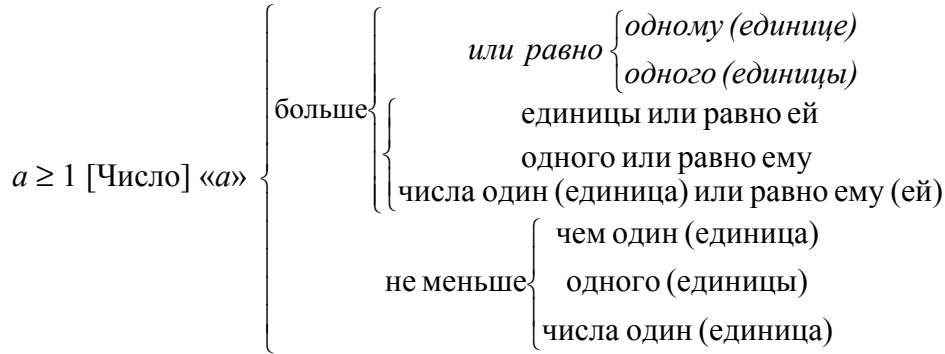 или равно одному (единице)
одного (единицы)
больше
единицы или равно ей
одного или равно ему
a ≥ 1 [Число] «a»
числа один (единица) или равно ему (ей)
чем один (единица)
не меньше одного (единицы)
числа один (единица)